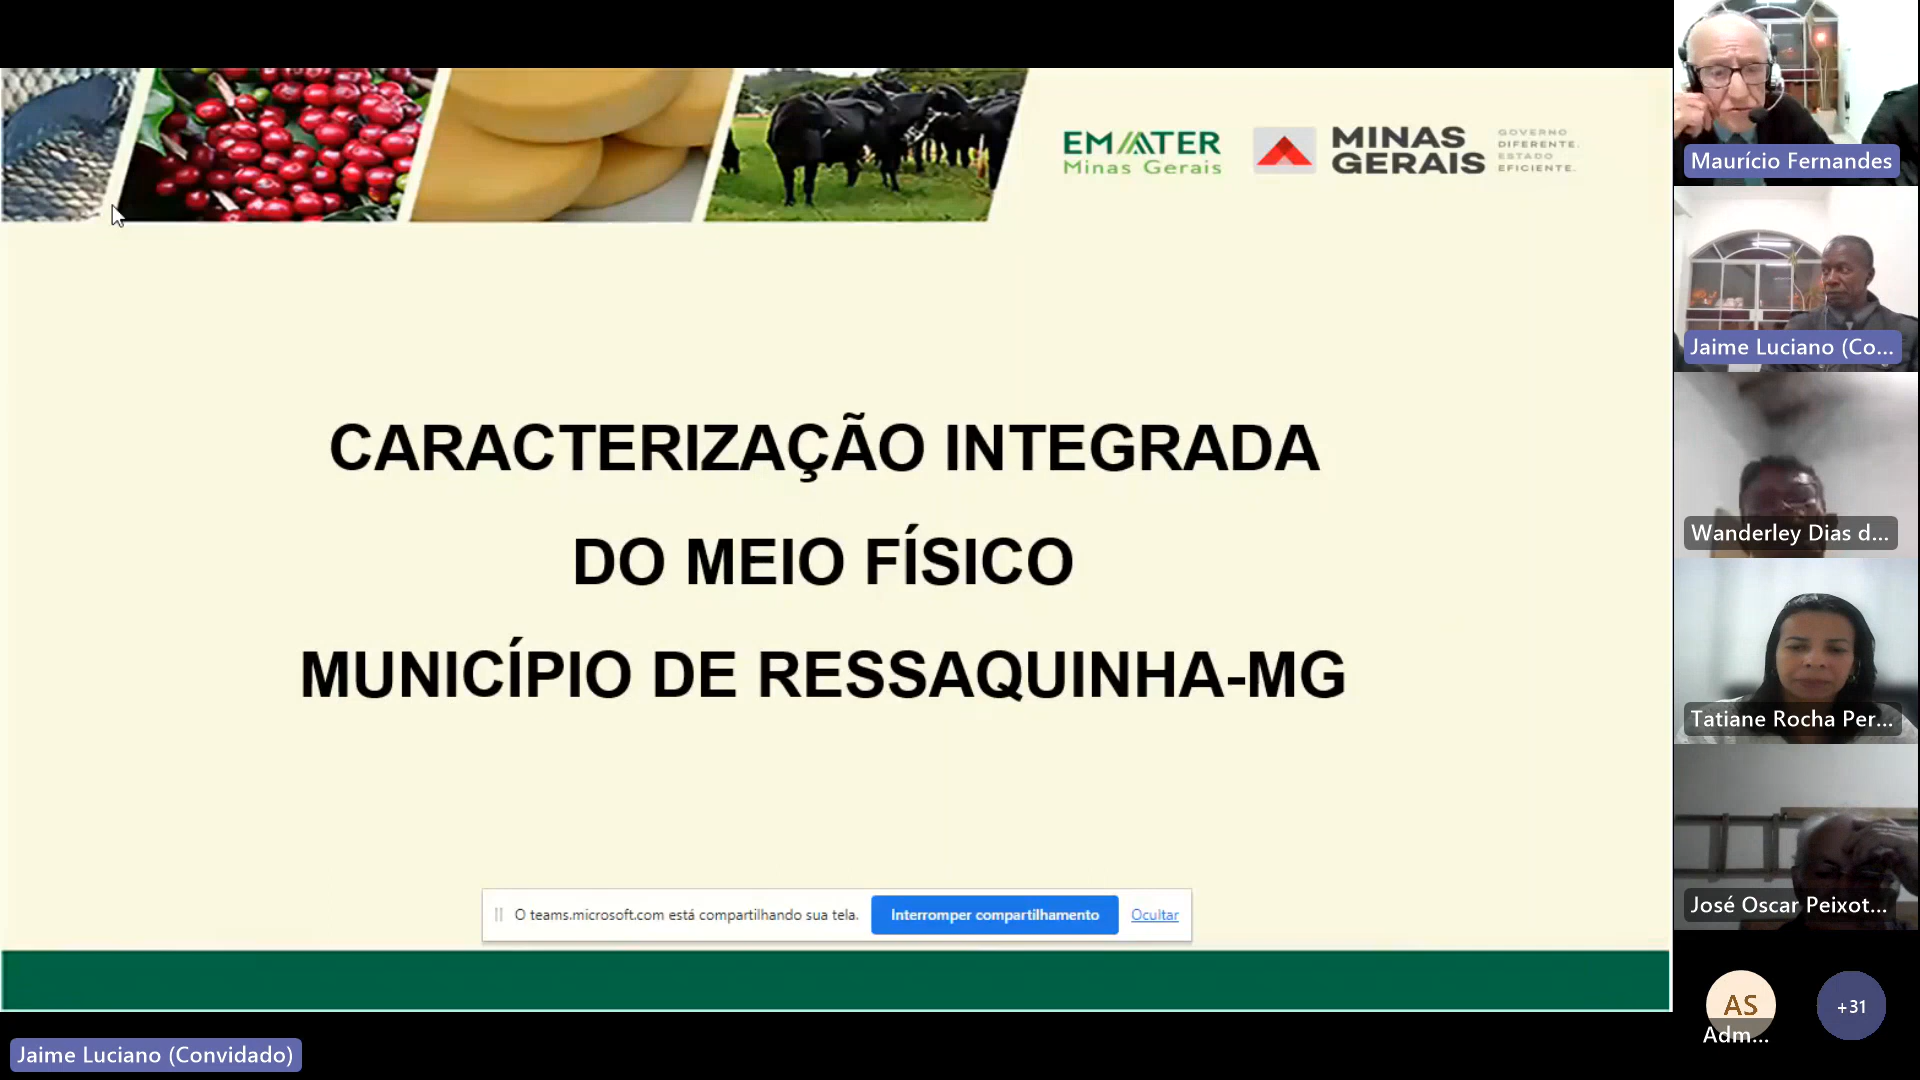 EMATER
Minas Gerais
MINAS
GERAIS
GOVERNO
DIFERENTE.
ESTADO
EFICIENTE.
CARACTERIZAÇÃO INTEGRADA
DO MEIO FÍSICO
MUNICÍPIO DE RESSAQUINHA-MG
O teams.microsoft.com está compartilhando sua tela.
Interromper compartilhamento
Ocultar
Jaime Luciano (Convidado)
Maurício Fernandes
Jaime Luciano (Co...
Wanderley Dias d...
Tatiane Rocha Per...
José Oscar Peixot...
AS
Adm...
+31